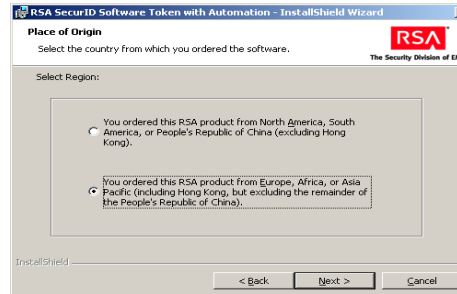 RSA SecurID Software Token with Automation - InstallShield Wizard
Place of Origin
Select the country from which you ordered the software.
RSA
The Security Division of
Select Region:
You ordered this RSA product from North America, South
America, or People's Republic of China (excluding Hong
Kong).
You ordered this RSA product from Europe, Africa, or Asia
Pacific (including Hong Kong, but excluding the remainder of
the People's Republic of China).
InstallShield
< Back
Next >
Cancel